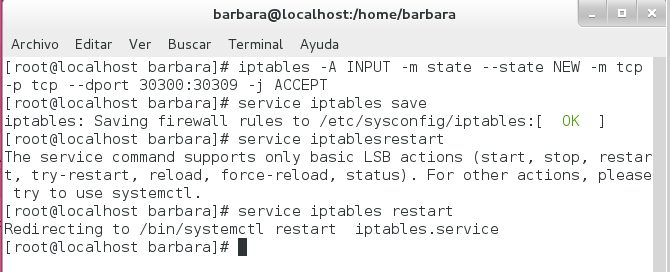 barbara@localhost:/home/barbara
Archivo Editar Ver Buscar Terminal Ayuda
[root@localhost barbara]# iptables -A INPUT -m state --state NEW -m tcp
-p tcp --dport 30300:30309 -j ACCEPT
[root@localhost barbara]# service iptables save
iptables: Saving firewall rules to /etc/sysconfig/iptables:[  OK  ]
[root@localhost barbara]# service iptablesrestart
The service command supports only basic LSB actions (start, stop, restar
t, try-restart, reload, force-reload, status). For other actions, please
 try to use systemctl.
[root@localhost barbara]# service iptables restart
Redirecting to /bin/systemctl restart  iptables.service
[root@localhost barbara]#